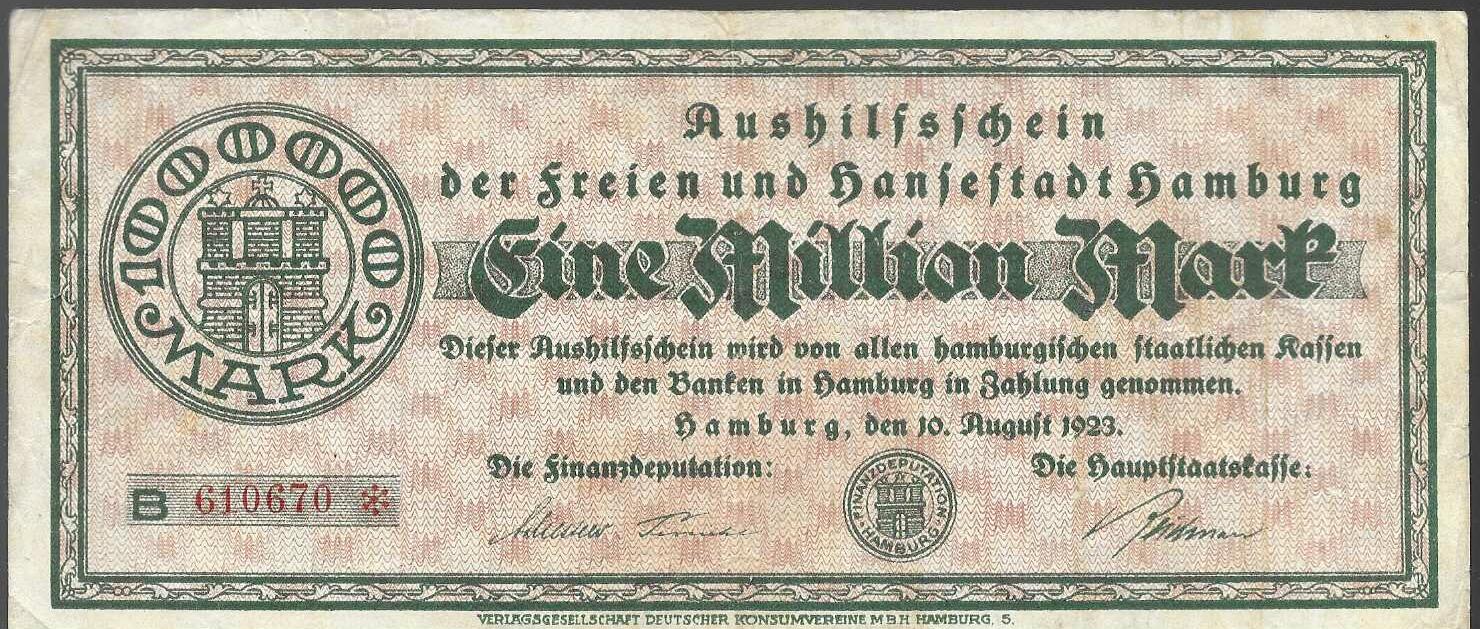 1000000
MARK
Aushilfsschein
der Freien und Hansestadt Hamburg
Eine Million Mark
Dieser Aushilfsschein wird von allen hamburgischen staatlichen Kassen
und den Banken in Hamburg in Zahlung genommen.
Hamburg, den 10. August 1923.
Die Finanzdeputation:
Die Hauptstaatskasse:
B 610670 *
FINANZDEPUTATION
HAMBURG
VERLAGSGESELLSCHAFT DEUTSCHER KONSUMVEREINE M B H HAMBURG. 5.